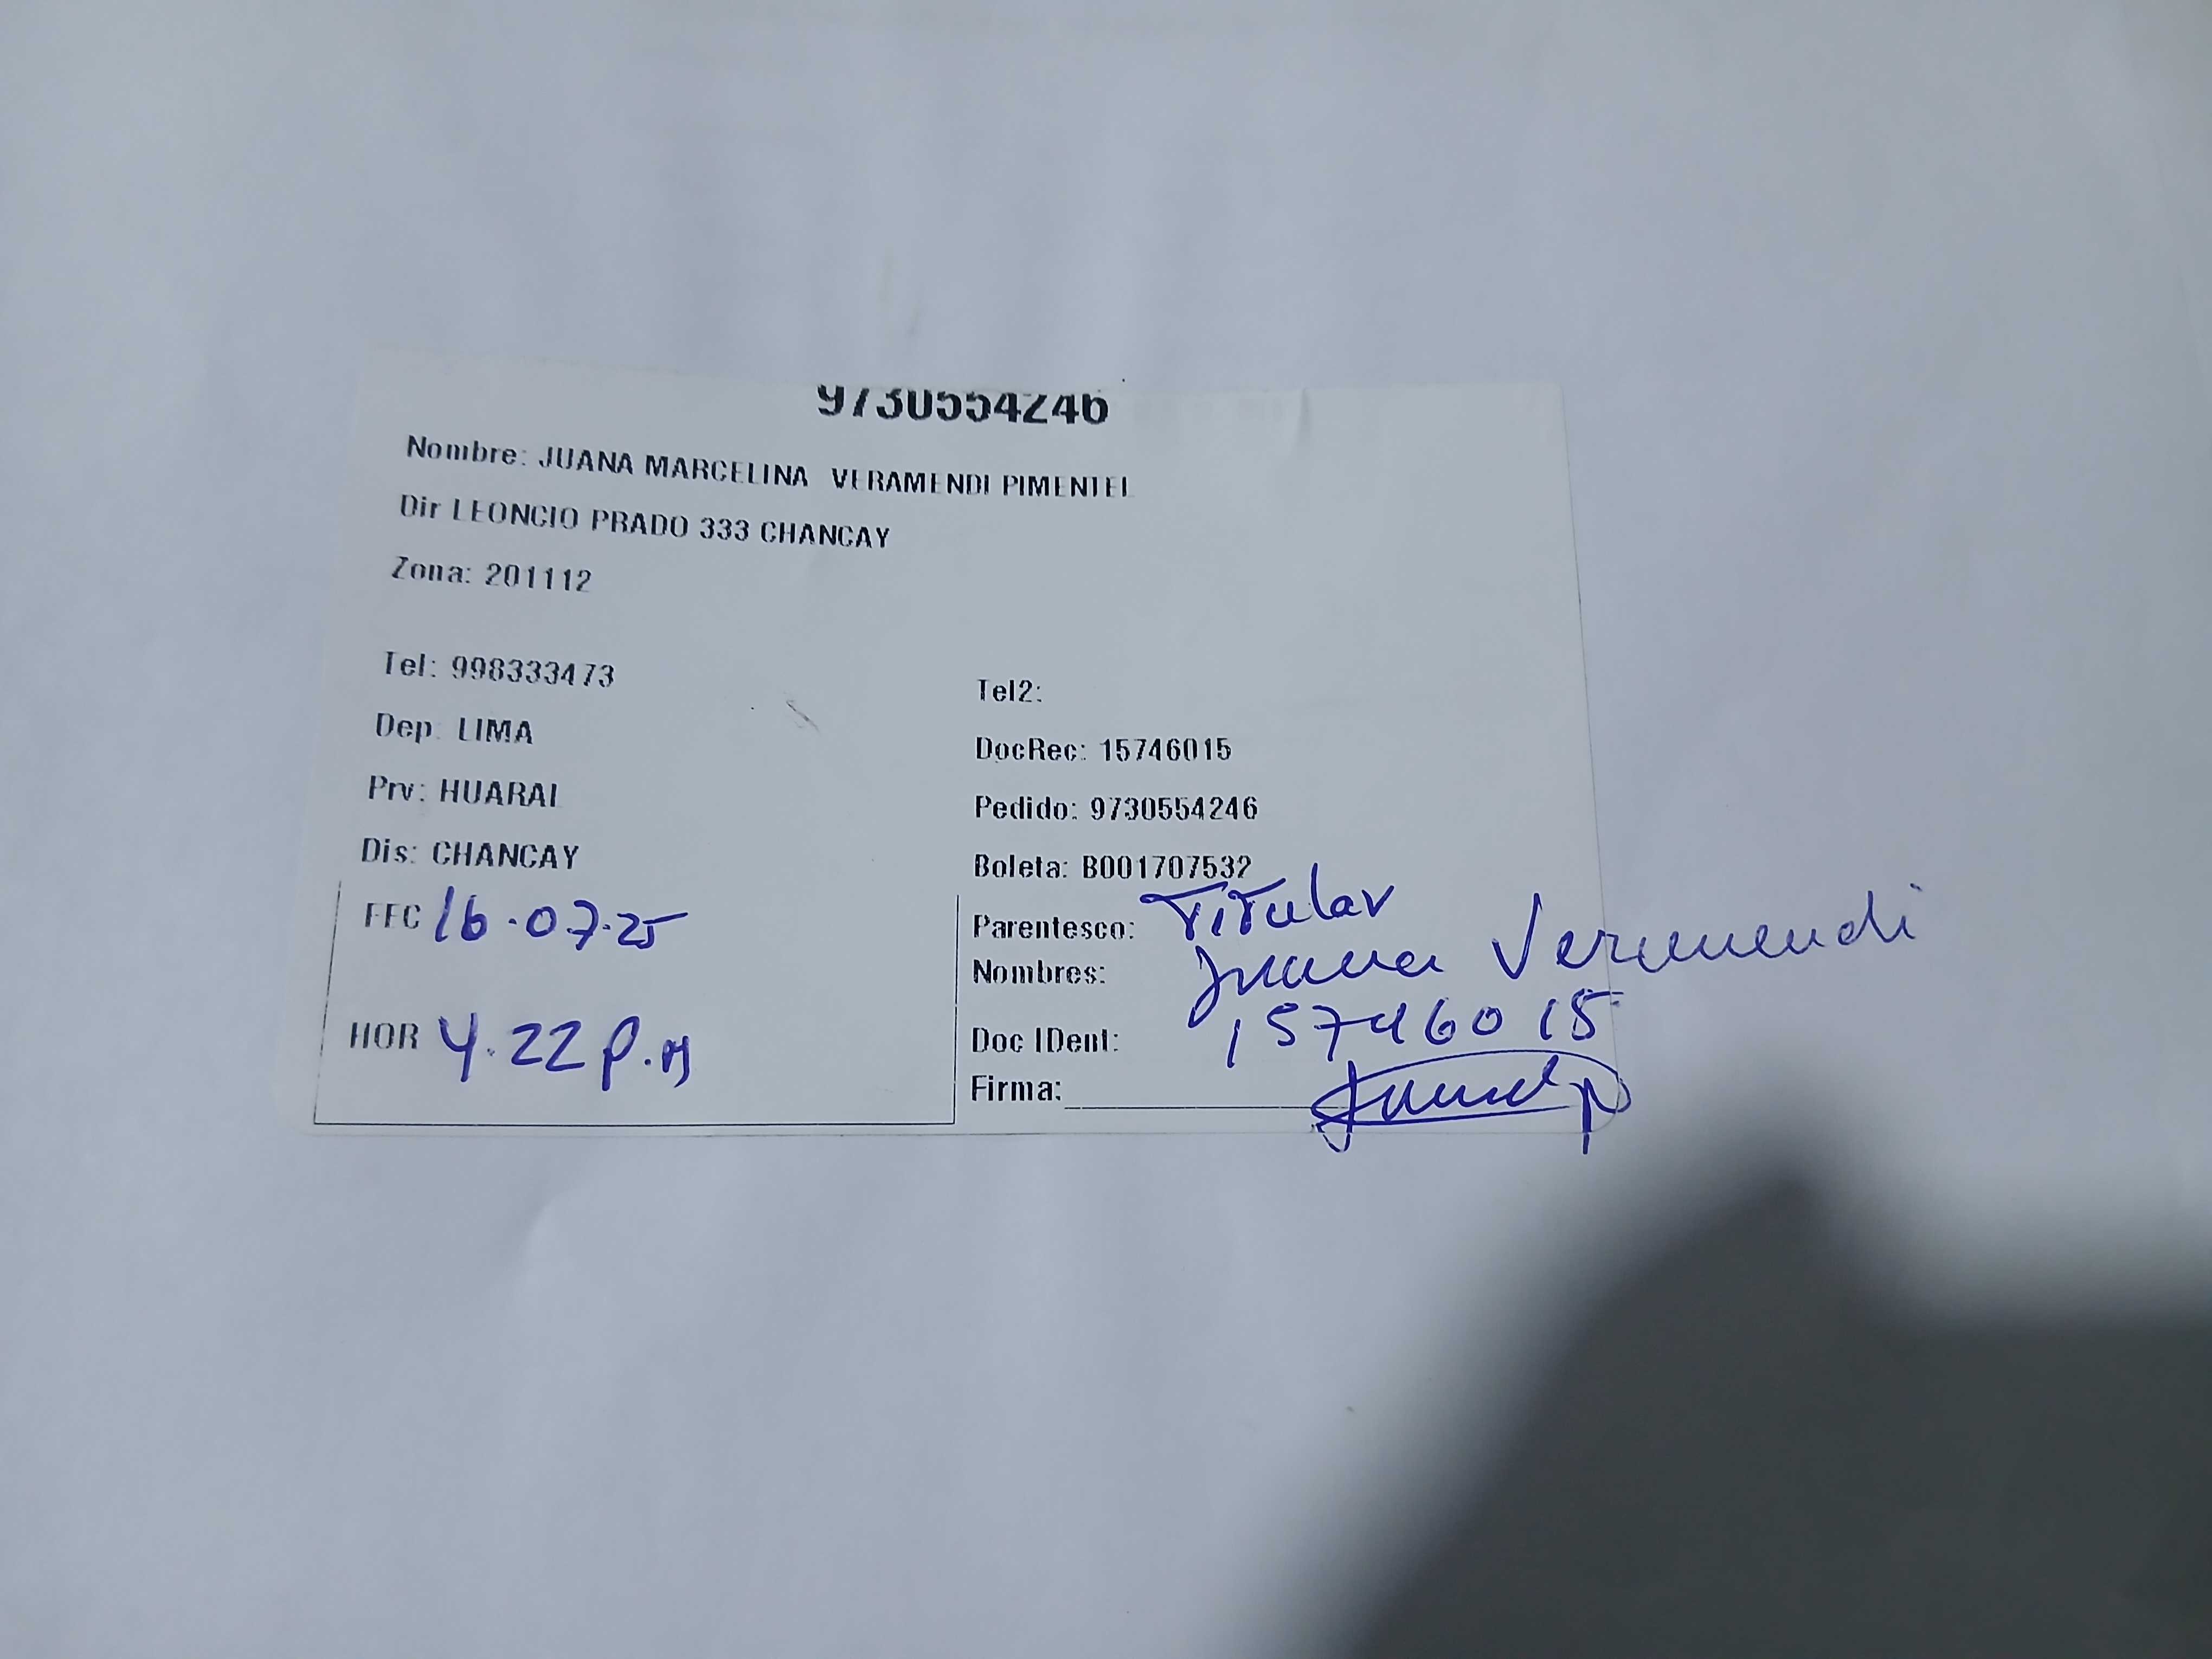 9730554246
Nombre: JUANA MARCELINA VERAMENDI PIMENTEL
Dir LEONCIO PRADO 333 CHANCAY
Zona: 201112
Tel: 998333473
Tel2:
Dep: LIMA
DocRec: 15746015
Prv: HUARAL
Pedido: 9730554246
Dis: CHANCAY
Boleta: B001707532
FEC 16.07.25
Parentesco: Titular
Nombres: Juana Veramendi
HOR 4.22 p.m
Doc IDent: 15746015
Firma: